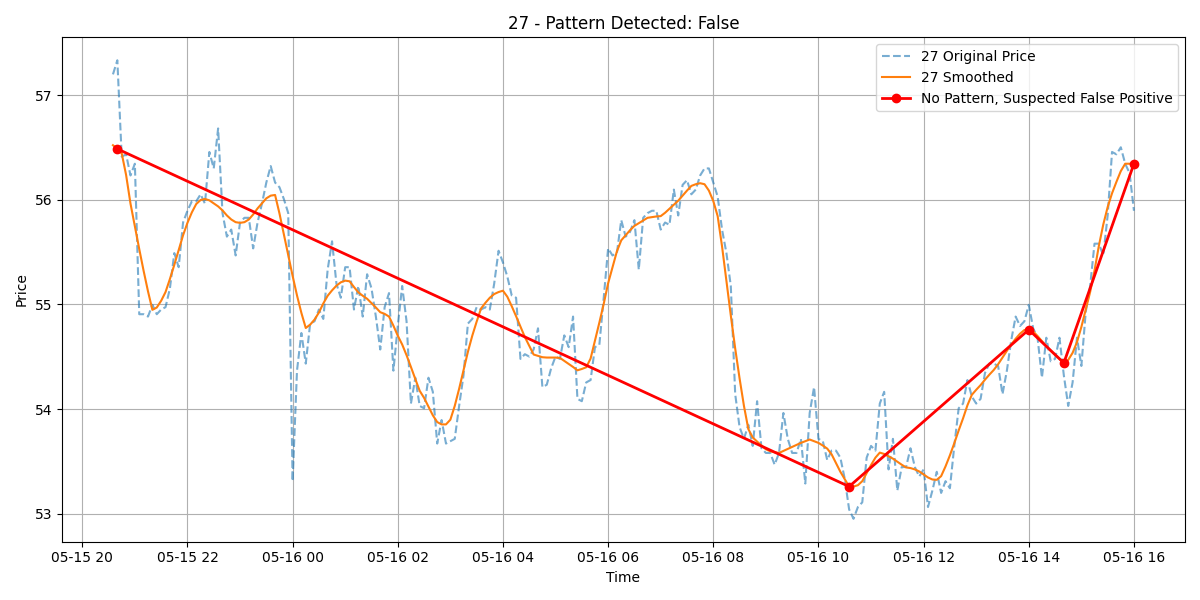 27 - Pattern Detected: False
27 Original Price
27 Smoothed
No Pattern, Suspected False Positive
Price
57
56
55
54
53
05-15 20 05-15 22 05-16 00 05-16 02 05-16 04 05-16 06 05-16 08 05-16 10 05-16 12 05-16 14 05-16 16
Time